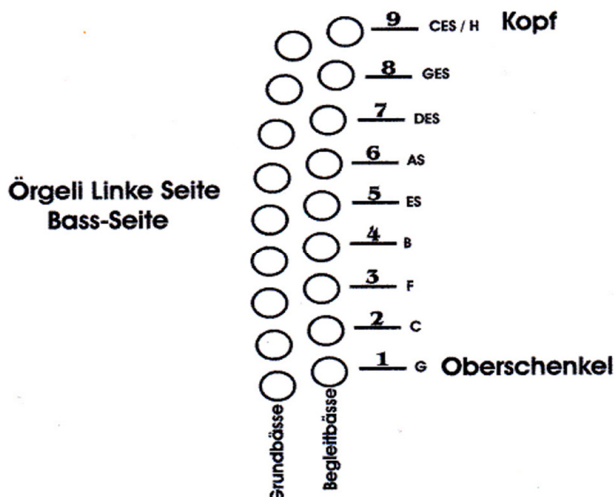 9 CES / H Kopf
8 GES
7 DES
6 AS
Örgeli Linke Seite
Bass-Seite
5 ES
4 B
3 F
2 C
1 G Oberschenkel
Grundbässe
Begleitbässe